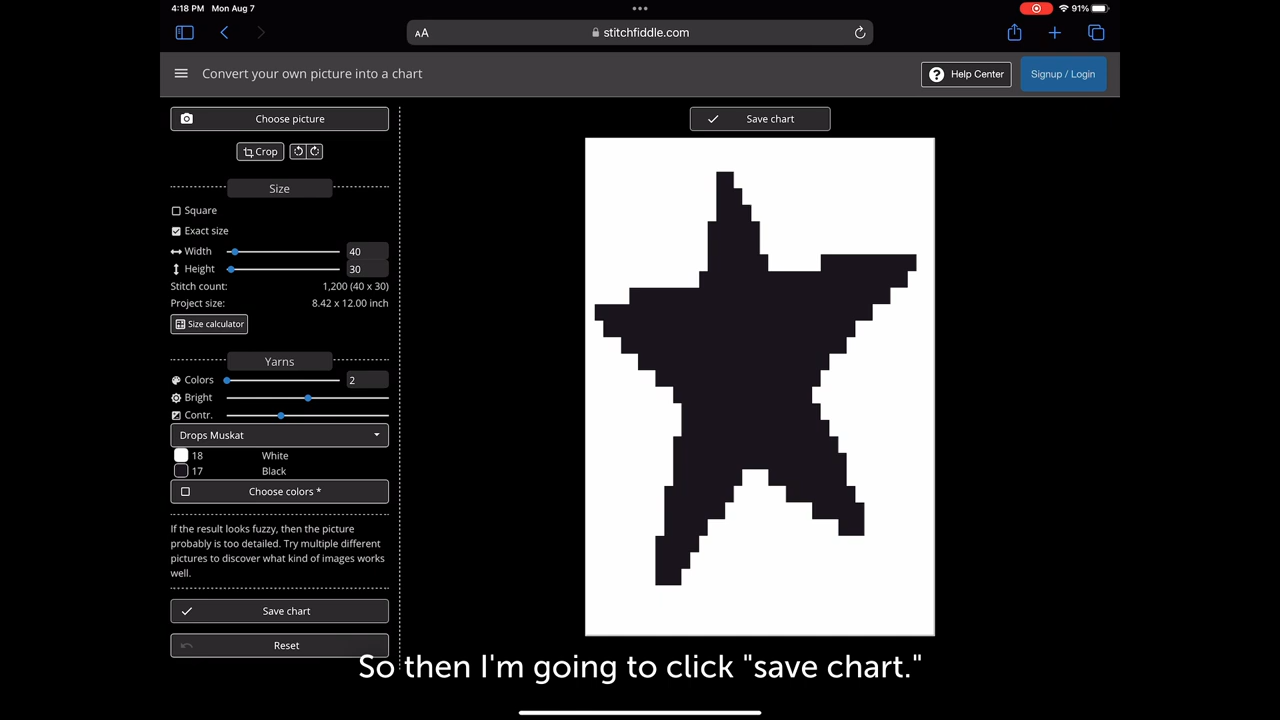 4:18 PM Mon Aug 7
91%
AA
stitchfiddle.com
Convert your own picture into a chart
? Help Center
Signup / Login
Choose picture
Save chart
Crop
Size
Square
Exact size
Width 40
Height 30
Stitch count: 1,200 (40 x 30)
Project size: 8.42 x 12.00 inch
Size calculator
Yarns
Colors 2
Bright
Contr.
Drops Muskat
18 White
17 Black
Choose colors *
If the result looks fuzzy, then the picture
probably is too detailed. Try multiple different
pictures to discover what kind of images works
well.
Save chart
Reset
So then I'm going to click "save chart."